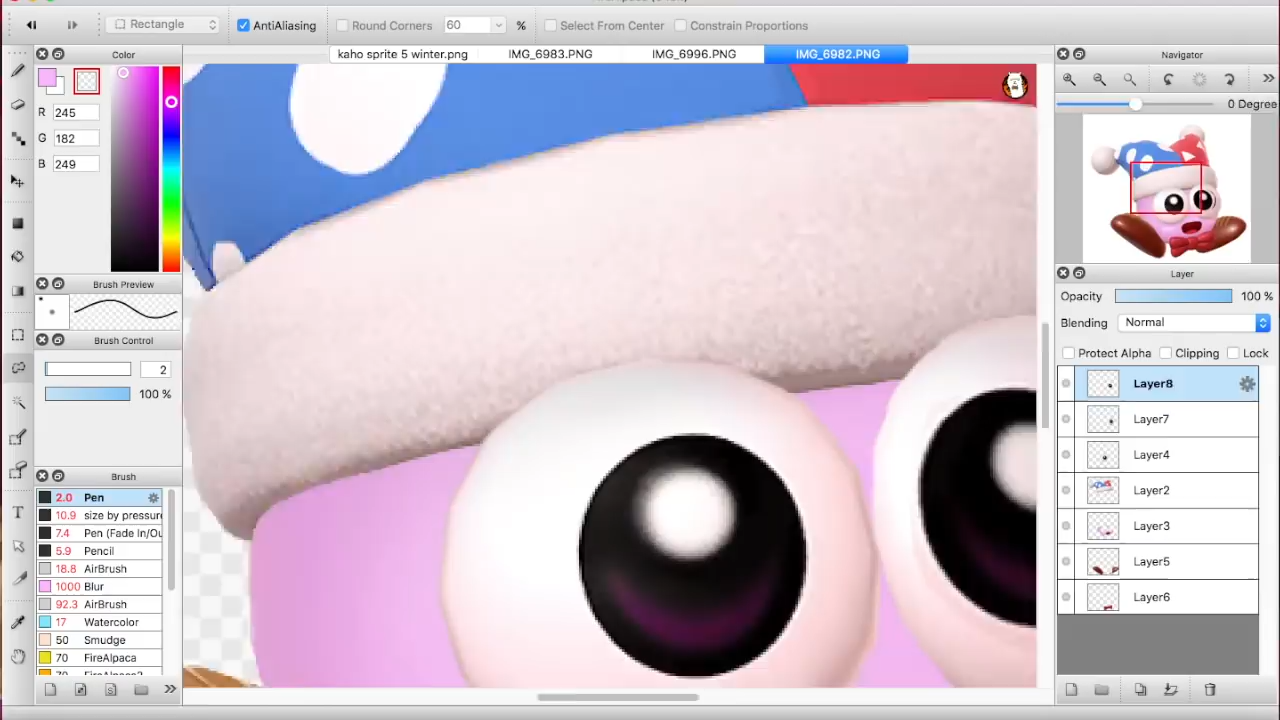 Rectangle AntiAliasing Round Corners 60 % Select From Center Constrain Proportions
Color
kaho sprite 5 winter.png IMG_6983.PNG IMG_6996.PNG IMG_6982.PNG
Navigator
R 245
G 182
B 249
0 Degree
Brush Preview
Brush Control
2
100 %
Layer
Opacity 100 %
Blending Normal
Protect Alpha Clipping Lock
Layer8
Layer7
Layer4
Layer2
Layer3
Layer5
Layer6
Brush
2.0 Pen
10.9 size by pressure
7.4 Pen (Fade In/Ou
5.9 Pencil
18.8 AirBrush
1000 Blur
92.3 AirBrush
17 Watercolor
50 Smudge
70 FireAlpaca
70 FireAlpaca2